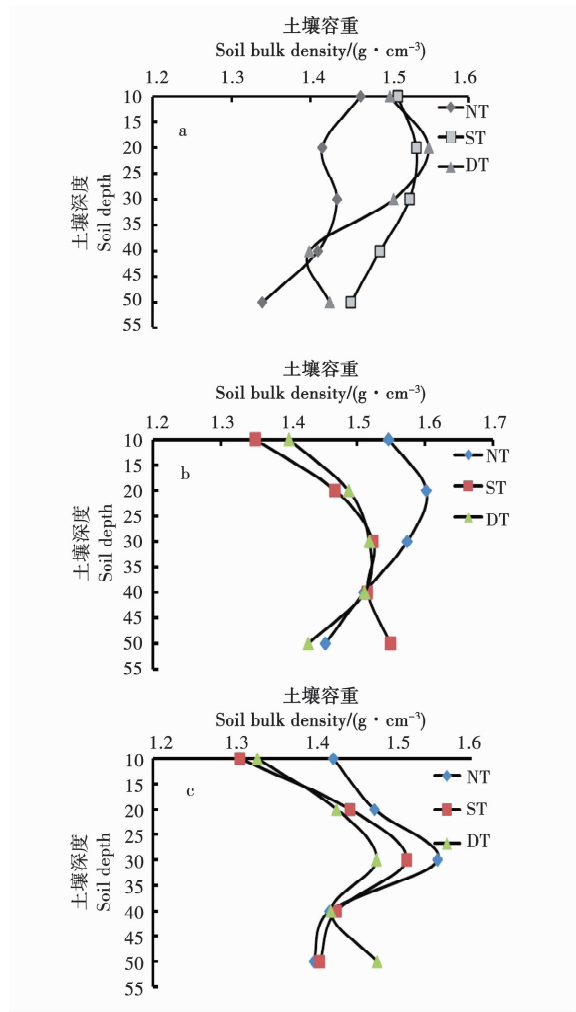 土壤容重
Soil bulk density/(g·cm⁻³)
1.2 1.3 1.4 1.5 1.6
10
15
20
25
30
35
40
45
50
55
土壤深度
Soil depth
a
NT
ST
DT
土壤容重
Soil bulk density/(g·cm⁻³)
1.2 1.3 1.4 1.5 1.6 1.7
10
15
20
25
30
35
40
45
50
55
土壤深度
Soil depth
b
NT
ST
DT
土壤容重
Soil bulk density/(g·cm⁻³)
1.2 1.3 1.4 1.5 1.6
10
15
20
25
30
35
40
45
50
55
土壤深度
Soil depth
c
NT
ST
DT